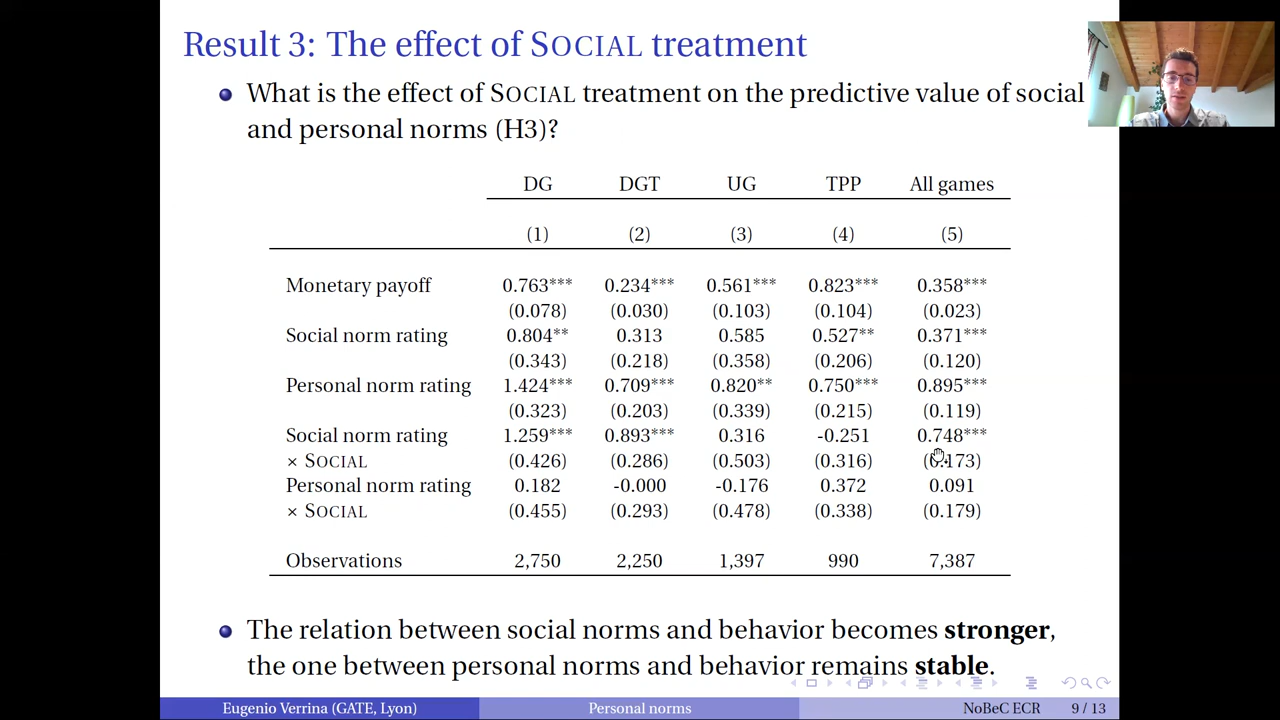 Result 3: The effect of SOCIAL treatment
What is the effect of SOCIAL treatment on the predictive value of social
and personal norms (H3)?
DG DGT UG TPP All games
(1) (2) (3) (4) (5)
Monetary payoff 0.763*** 0.234*** 0.561*** 0.823*** 0.358***
(0.078) (0.030) (0.103) (0.104) (0.023)
Social norm rating 0.804** 0.313 0.585 0.527** 0.371***
(0.343) (0.218) (0.358) (0.206) (0.120)
Personal norm rating 1.424*** 0.709*** 0.820** 0.750*** 0.895***
(0.323) (0.203) (0.339) (0.215) (0.119)
Social norm rating 1.259*** 0.893*** 0.316 -0.251 0.748***
× SOCIAL (0.426) (0.286) (0.503) (0.316) (0.173)
Personal norm rating 0.182 -0.000 -0.176 0.372 0.091
× SOCIAL (0.455) (0.293) (0.478) (0.338) (0.179)
Observations 2,750 2,250 1,397 990 7,387
The relation between social norms and behavior becomes stronger,
the one between personal norms and behavior remains stable.
Eugenio Verrina (GATE, Lyon) Personal norms NoBeC ECR 9 / 13